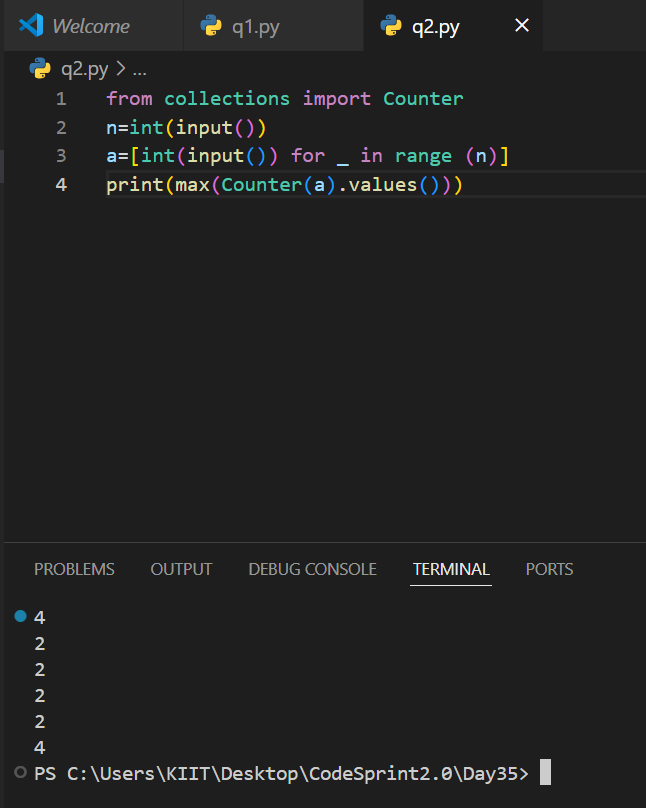 Welcome q1.py q2.py
q2.py > ...
1 from collections import Counter
2 n=int(input())
3 a=[int(input()) for _ in range (n)]
4 print(max(Counter(a).values()))
PROBLEMS OUTPUT DEBUG CONSOLE TERMINAL PORTS
4
2
2
2
2
4
PS C:\Users\KIIT\Desktop\CodeSprint2.0\Day35>